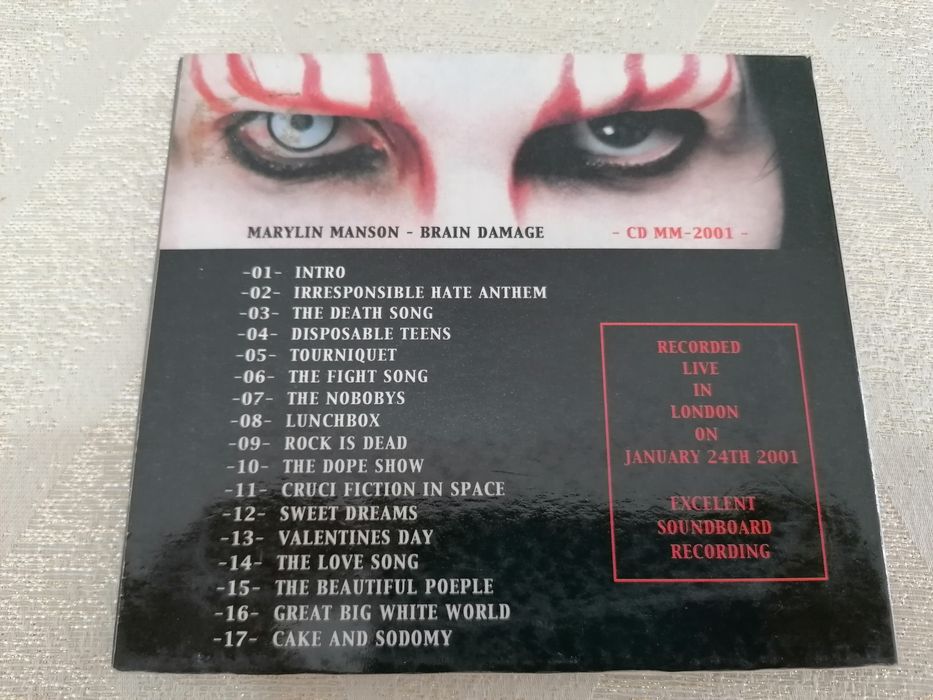 MARYLIN MANSON - BRAIN DAMAGE - CD MM-2001 -
-01- INTRO
-02- IRRESPONSIBLE HATE ANTHEM
-03- THE DEATH SONG
-04- DISPOSABLE TEENS
-05- TOURNIQUET
-06- THE FIGHT SONG
-07- THE NOBOBYS
-08- LUNCHBOX
-09- ROCK IS DEAD
-10- THE DOPE SHOW
-11- CRUCI FICTION IN SPACE
-12- SWEET DREAMS
-13- VALENTINES DAY
-14- THE LOVE SONG
-15- THE BEAUTIFUL POEPLE
-16- GREAT BIG WHITE WORLD
-17- CAKE AND SODOMY
RECORDED
LIVE
IN
LONDON
ON
JANUARY 24TH 2001
EXCELENT
SOUNDBOARD
RECORDING